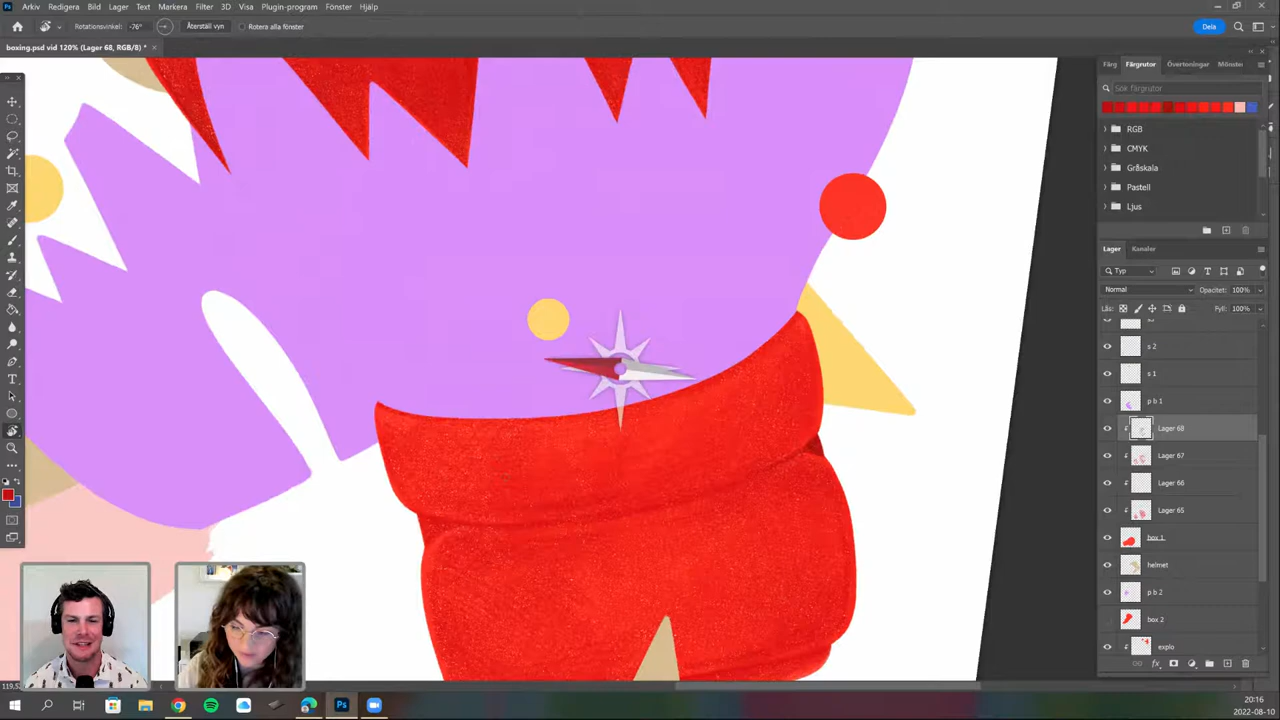 Arkiv Redigera Bild Lager Text Markera Filter 3D Visa Plugin-program Fönster Hjälp
Rotationsvinkel: -76° Återställ vyn Rotera alla fönster Dela
boxing.psd vid 120% (Lager 68, RGB/8) *
Färg Färgrutor Övertoningar Mönster
Sök färgrutor
RGB
CMYK
Gråskala
Pastell
Ljus
Lager Kanaler
Typ
Normal Opacitet: 100%
Lås: Fyll: 100%
s 2
s 1
p b 1
Lager 68
Lager 67
Lager 66
Lager 65
box 1
helmet
p b 2
box 2
explo
20:16
2022-08-10